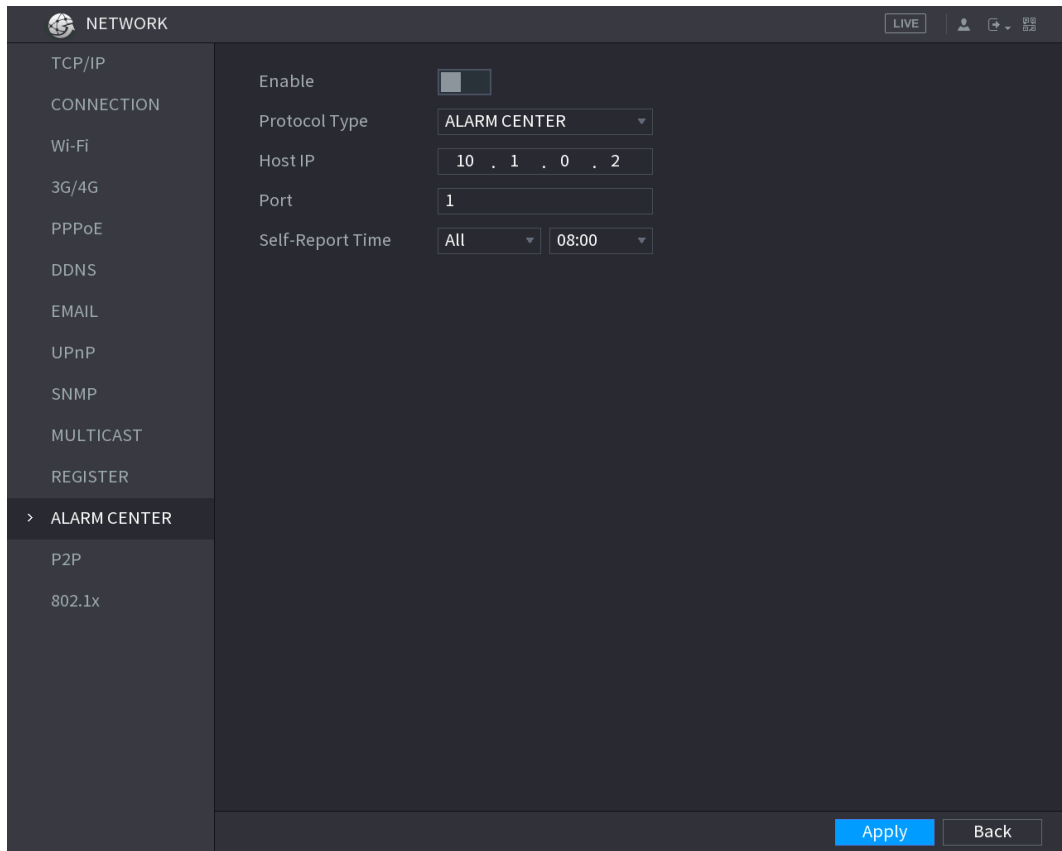 NETWORK
LIVE
TCP/IP
CONNECTION
Wi-Fi
3G/4G
PPPoE
DDNS
EMAIL
UPnP
SNMP
MULTICAST
REGISTER
> ALARM CENTER
P2P
802.1x
Enable
Protocol Type ALARM CENTER
Host IP 10 . 1 . 0 . 2
Port 1
Self-Report Time All 08:00
Apply Back